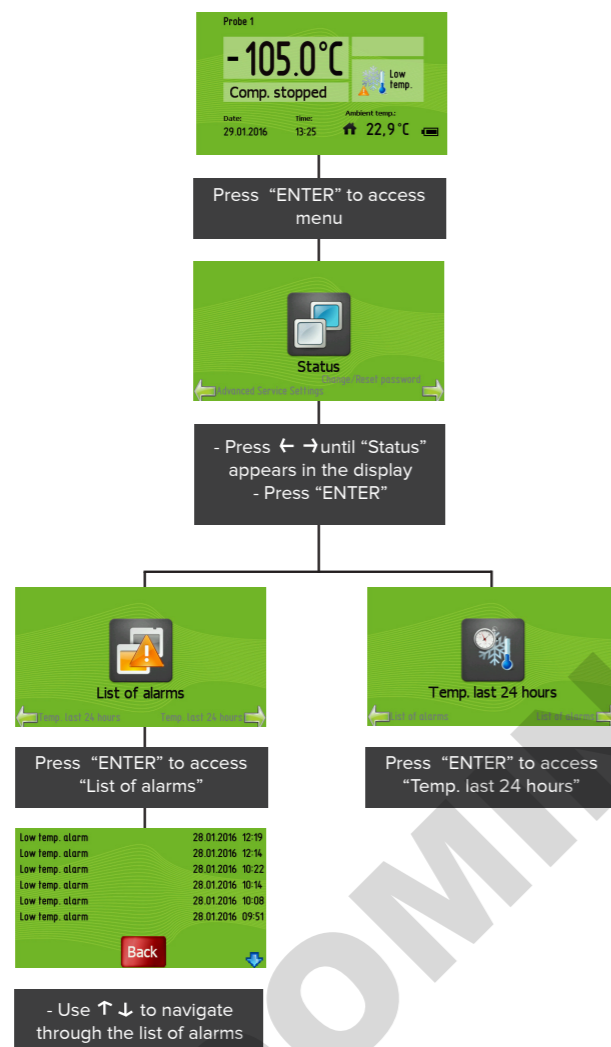 Probe 1
- 105.0°C
Comp. stopped
Low
temp.
Date:
Time:
Ambient temp.:
29.01.2016
13:25
22,9°C
Press “ENTER” to access
menu
Status
Change/Reset password
Advanced Service Settings
- Press ← → until “Status”
appears in the display
- Press “ENTER”
List of alarms
Temp. last 24 hours
Temp. last 24 hours
Press “ENTER” to access
“List of alarms”
Low temp. alarm 28.01.2016 12:19
Low temp. alarm 28.01.2016 12:14
Low temp. alarm 28.01.2016 10:22
Low temp. alarm 28.01.2016 10:14
Low temp. alarm 28.01.2016 10:08
Low temp. alarm 28.01.2016 09:51
Back
- Use ↑ ↓ to navigate
through the list of alarms
Temp. last 24 hours
List of alarms
List of alarms
Press “ENTER” to access
“Temp. last 24 hours”
OMIN